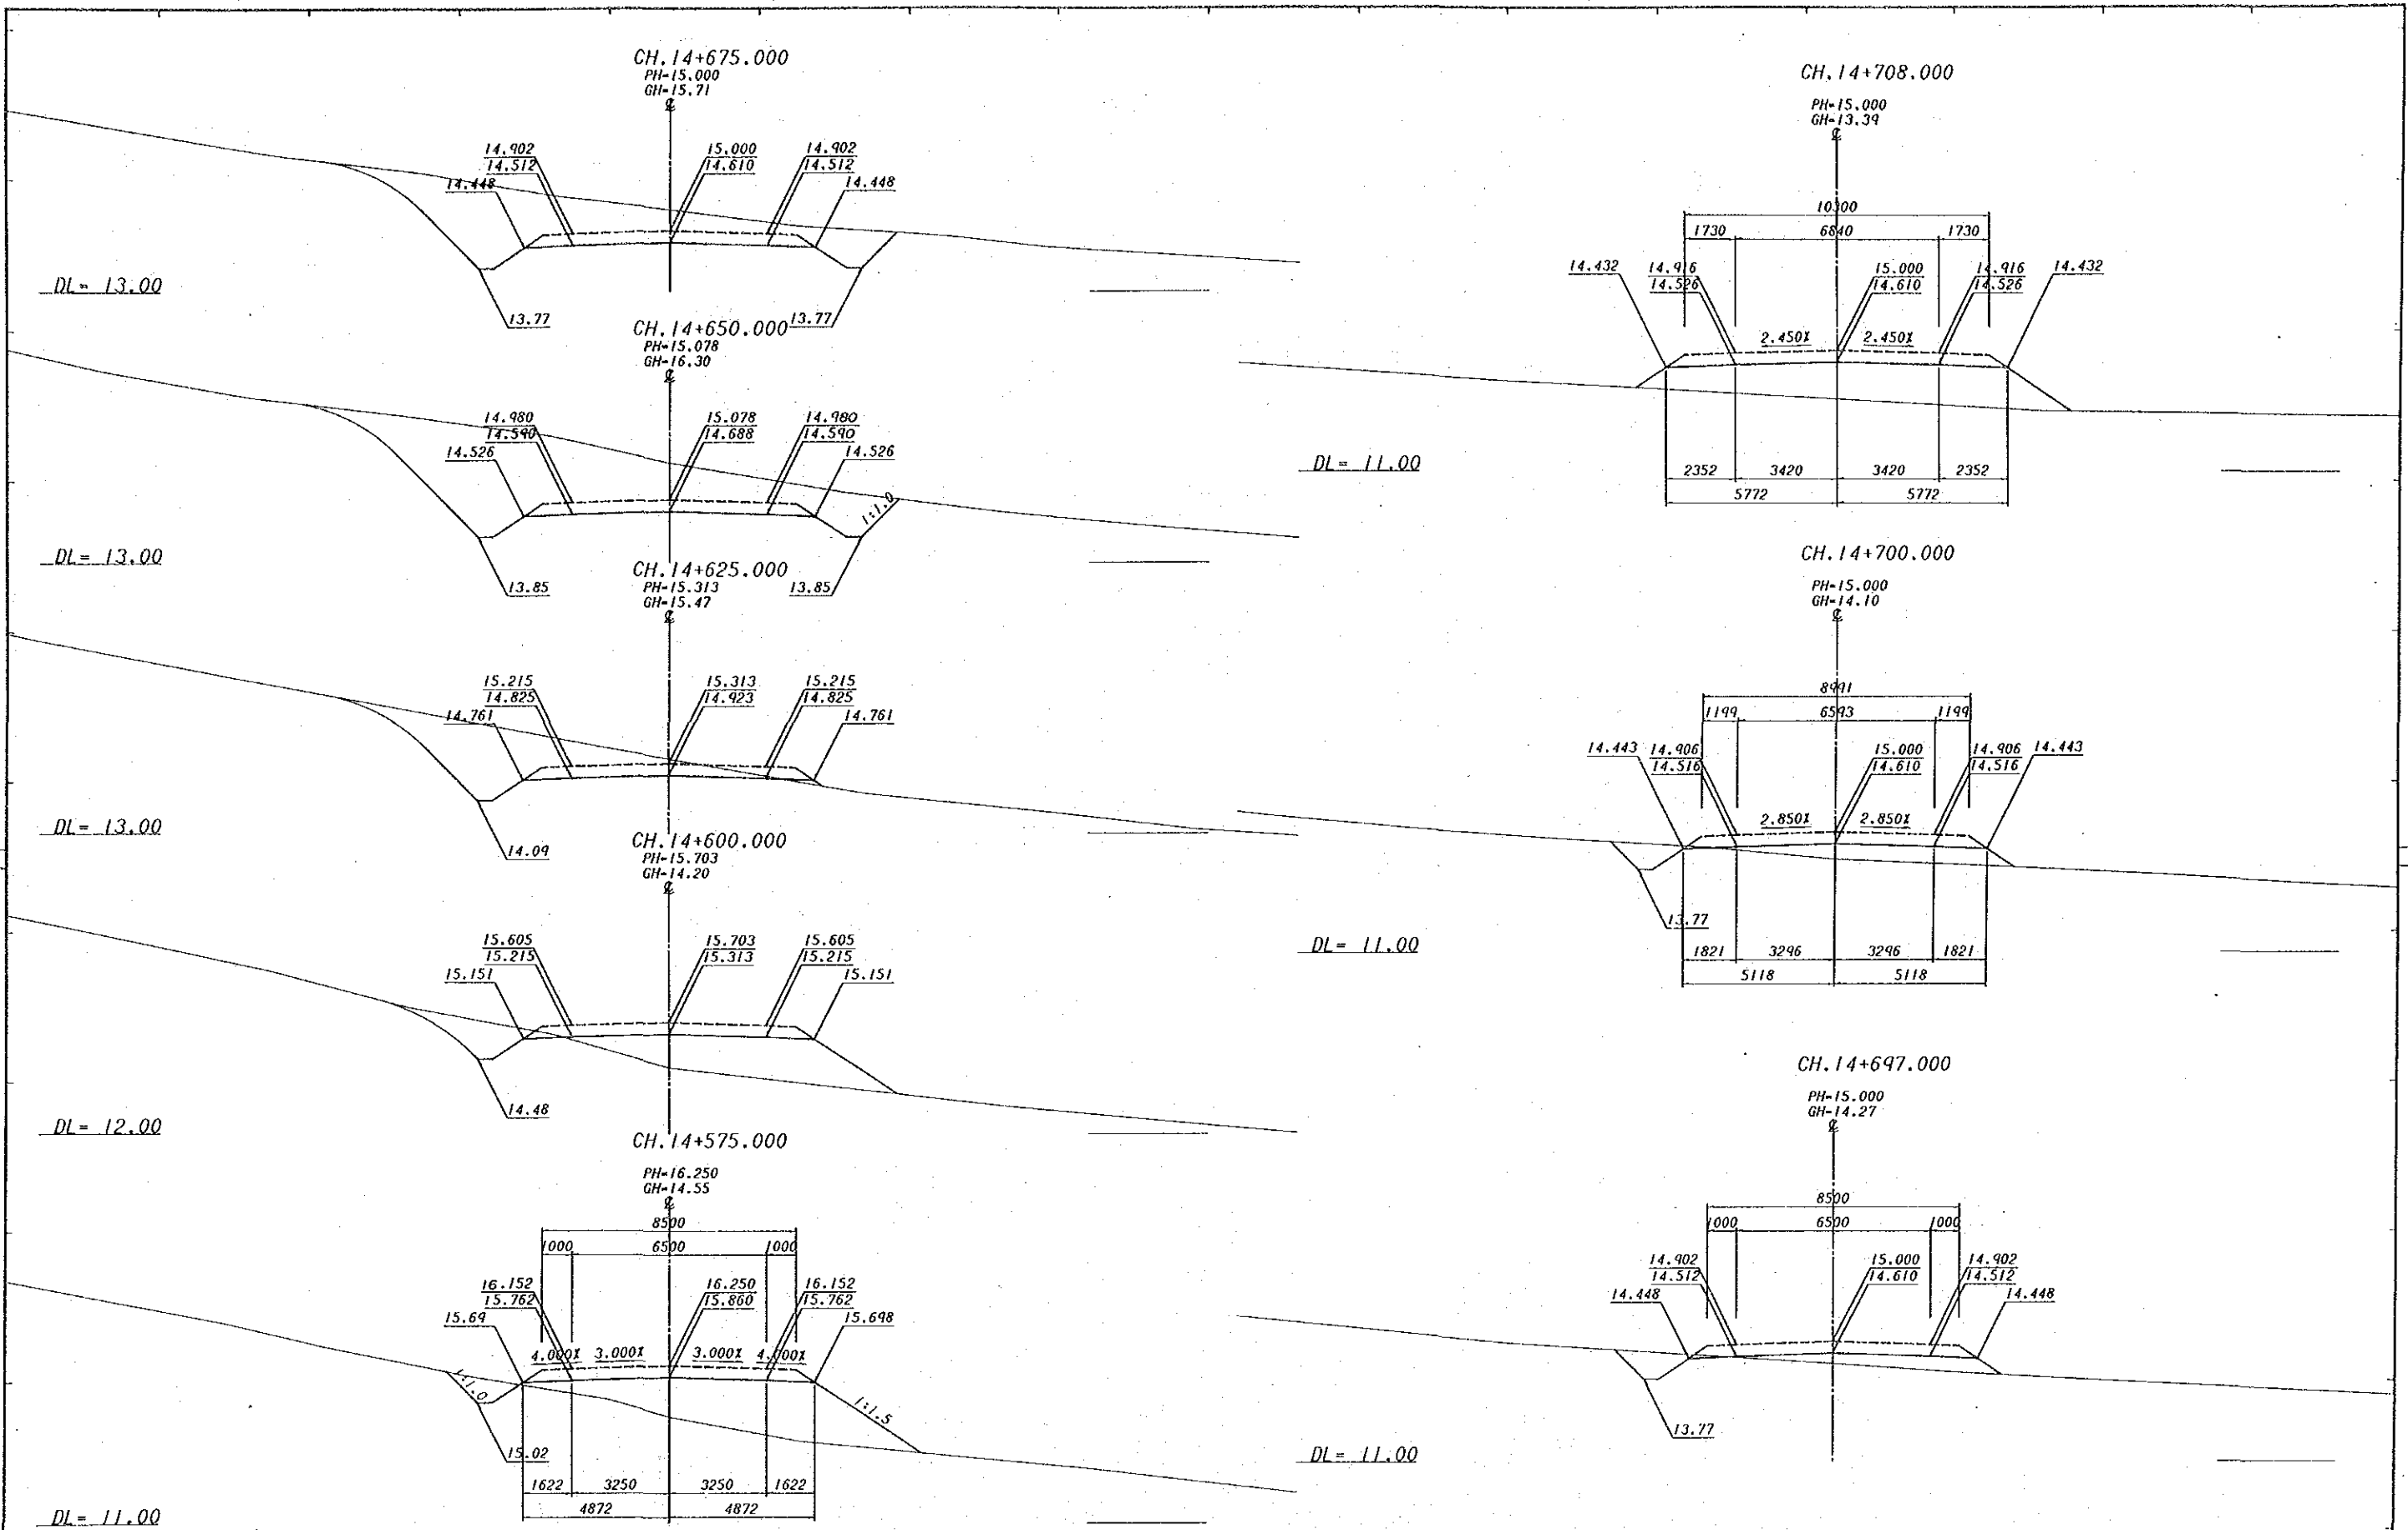 CH.14+675.000
PH=15.000
GH=15.71
14.902
14.512
14.448
15.000
14.610
14.902
14.512
14.448
DL= 13.00
13.77
13.77
CH.14+650.000
PH=15.078
GH=16.30
14.980
14.590
14.526
15.078
14.688
14.980
14.590
14.526
1:1.0
DL= 13.00
13.85
13.85
CH.14+625.000
PH=15.313
GH=15.47
15.215
14.825
14.761
15.313
14.923
15.215
14.825
14.761
DL= 13.00
14.09
CH.14+600.000
PH=15.703
GH=14.20
15.605
15.215
15.151
15.703
15.313
15.605
15.215
15.151
DL= 12.00
14.48
CH.14+575.000
PH=16.250
GH=14.55
8500
1000 6500 1000
16.152
15.762
15.69
16.250
15.860
16.152
15.762
15.698
4.000% 3.000% 3.000% 4.000%
1:1.0
1:1.5
15.02
1622 3250 3250 1622
4872 4872
DL= 11.00
CH.14+708.000
PH=15.000
GH=13.39
10300
1730 6840 1730
14.432
14.916
14.526
15.000
14.610
14.916
14.526
14.432
2.450% 2.450%
DL= 11.00
2352 3420 3420 2352
5772 5772
CH.14+700.000
PH=15.000
GH=14.10
8991
1199 6593 1199
14.443
14.906
14.516
15.000
14.610
14.906
14.516
14.443
2.850% 2.850%
13.77
DL= 11.00
1821 3296 3296 1821
5118 5118
CH.14+697.000
PH=15.000
GH=14.27
8500
1000 6500 1000
14.902
14.512
14.448
15.000
14.610
14.902
14.512
14.448
13.77
DL= 11.00